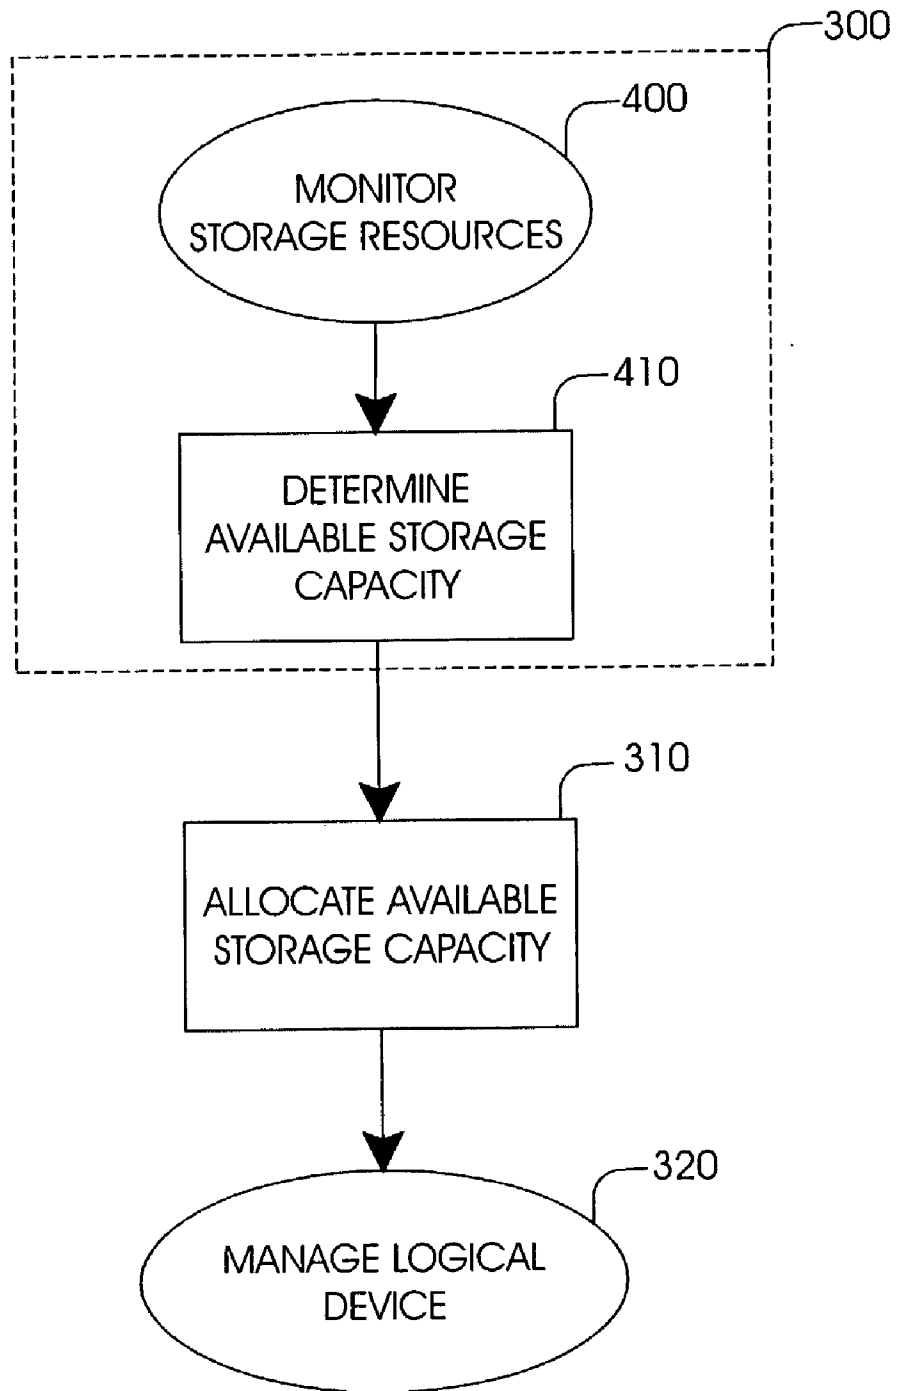 300
400
MONITOR
STORAGE RESOURCES
410
DETERMINE
AVAILABLE STORAGE
CAPACITY
310
ALLOCATE AVAILABLE
STORAGE CAPACITY
320
MANAGE LOGICAL
DEVICE